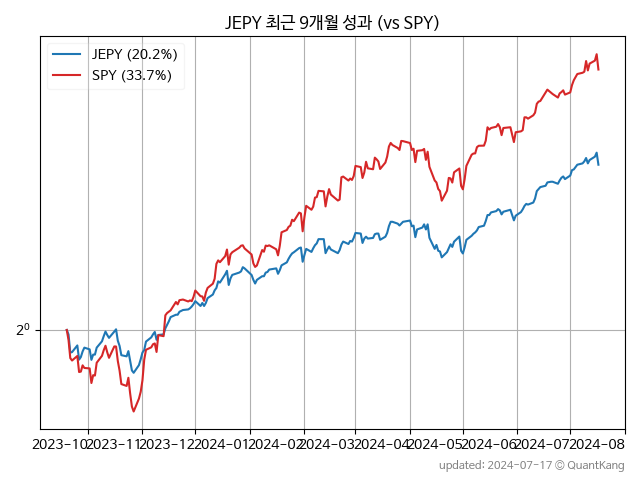 JEPY 최근 9개월 성과 (vs SPY)
JEPY (20.2%)
SPY (33.7%)
2⁰
2023-10 2023-11 2023-12 2024-01 2024-02 2024-03 2024-04 2024-05 2024-06 2024-07 2024-08
updated: 2024-07-17 © QuantKang